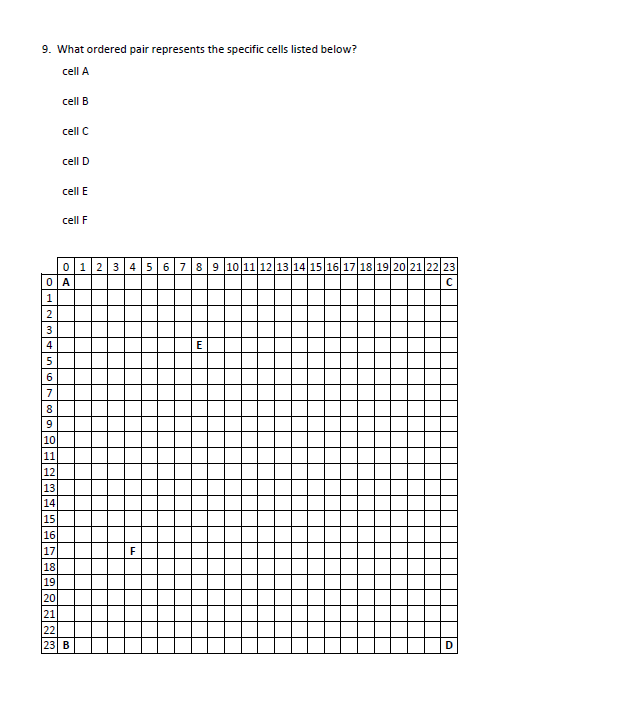 9. What ordered pair represents the specific cells listed below?
cell A
cell B
cell C
cell D
cell E
cell F
0 1 2 3 4 5 6 7 8 9 10 11 12 13 14 15 16 17 18 19 20 21 22 23
0 A C
1
2
3
4 E
5
6
7
8
9
10
11
12
13
14
15
16
17 F
18
19
20
21
22
23 B D